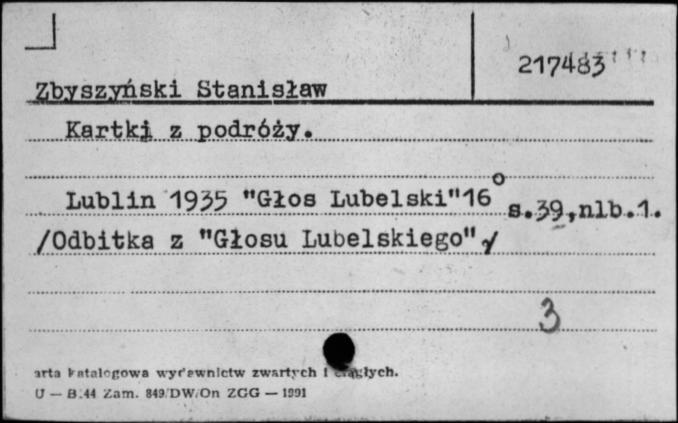 217483
Zbyszyński Stanisław
Kartki z podróży.
Lublin 1935 "Głos Lubelski"16° s.39,nlb.1.
/Odbitka z "Głosu Lubelskiego"/
3
arta katalogowa wydawnictw zwartych i ciągłych.
U — B.44 Zam. 849/DW/On ZGG — 1991